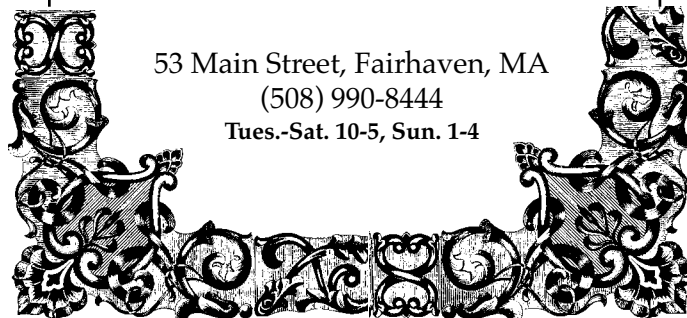 53 Main Street, Fairhaven, MA
(508) 990-8444
Tues.-Sat. 10-5, Sun. 1-4